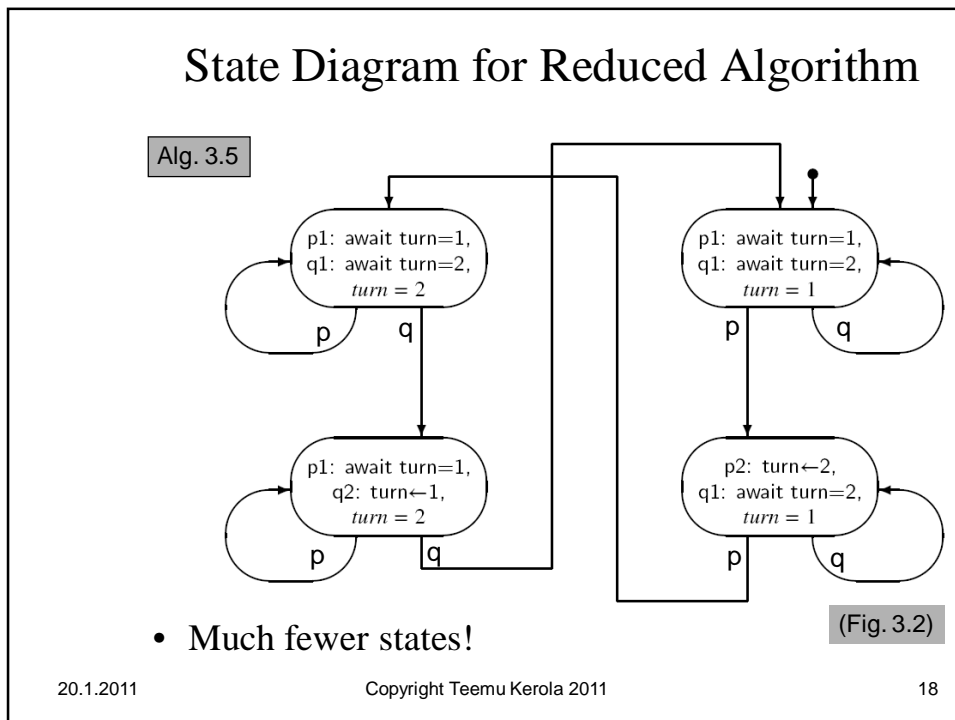 State Diagram for Reduced Algorithm
Alg. 3.5
p1: await turn=1,
q1: await turn=2,
turn = 2
p
q
p1: await turn=1,
q1: await turn=2,
turn = 1
p
q
p1: await turn=1,
q2: turn←1,
turn = 2
p
q
p2: turn←2,
q1: await turn=2,
turn = 1
p
q
(Fig. 3.2)
• Much fewer states!
20.1.2011
Copyright Teemu Kerola 2011
18